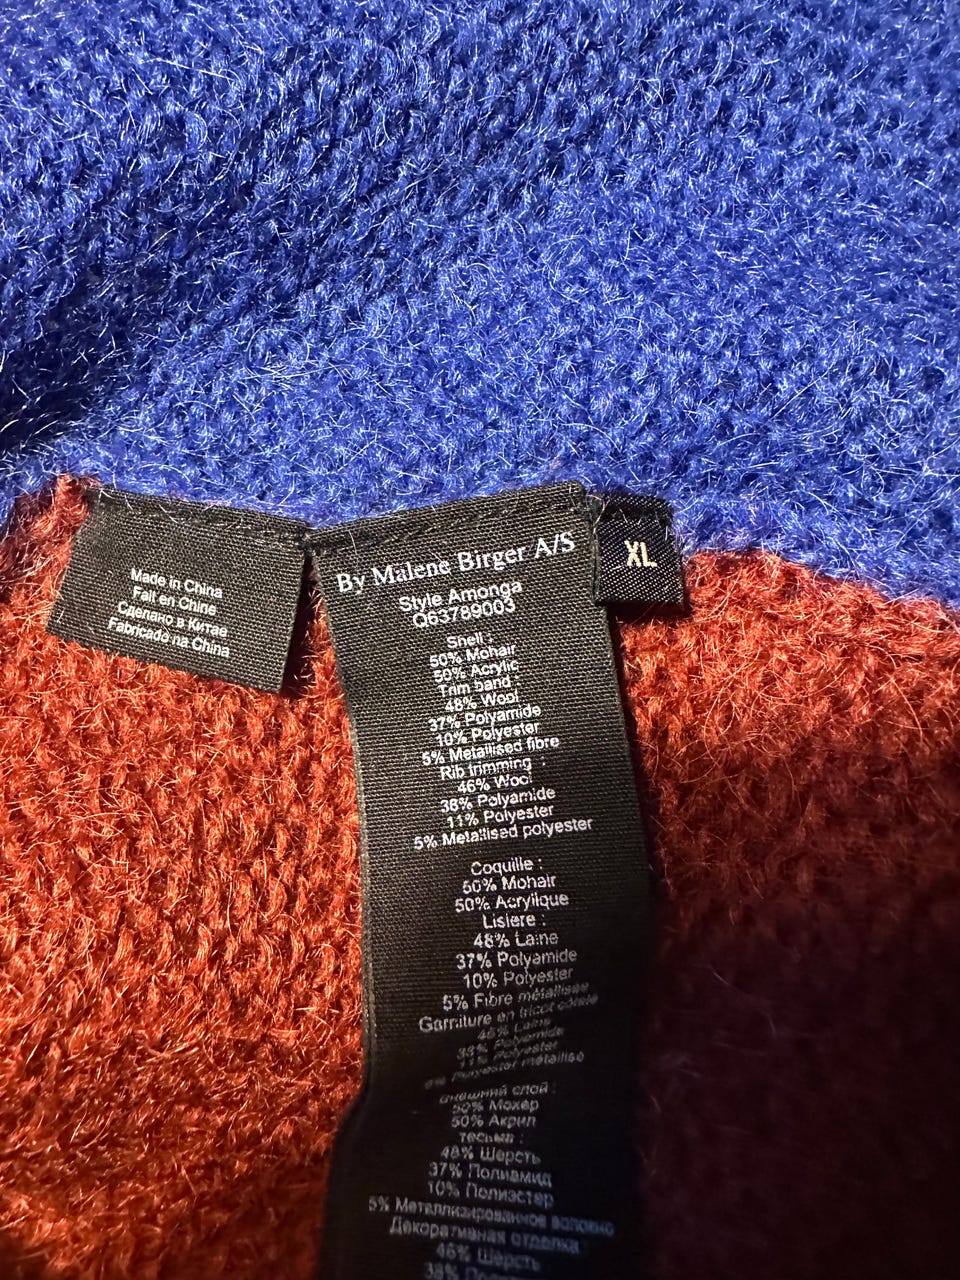 Made in China
Fait en Chine
Сделано в Китае
Fabricado na China
By Malene Birger A/S
Style Amonga
Q63789003
Shell :
50% Mohair
50% Acrylic
Trim band :
48% Wool
37% Polyamide
10% Polyester
5% Metallised fibre
Rib trimming :
46% Wool
38% Polyamide
11% Polyester
5% Metallised polyester
Coquille :
50% Mohair
50% Acrylique
Lisiere :
48% Laine
37% Polyamide
10% Polyester
5% Fibre métallisée
Garniture en tricot côtelé
46% Laine
38% Polyamide
11% Polyester
polyester métallisé
внешний слой :
50% Мохер
50% Акрил
тесьма :
48% Шерсть
37% Полиамид
10% Полиэстер
5% Металлизированное волокно
Декоративная отделка
46% Шерсть
38%
XL